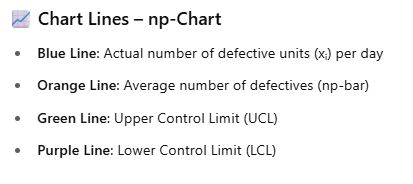 📈 Chart Lines – np-Chart
• Blue Line: Actual number of defective units (xᵢ) per day
• Orange Line: Average number of defectives (np-bar)
• Green Line: Upper Control Limit (UCL)
• Purple Line: Lower Control Limit (LCL)